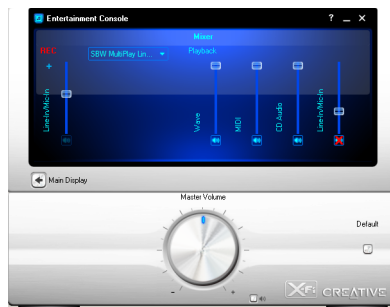 Entertainment Console
? _ X
Mixer
REC
SBW MultiPlay Lin...
Playback
+
Line-In/Mic-In
Wave
MIDI
CD Audio
Line-In/Mic-In
Main Display
Master Volume
Default
- +
X-Fi CREATIVE